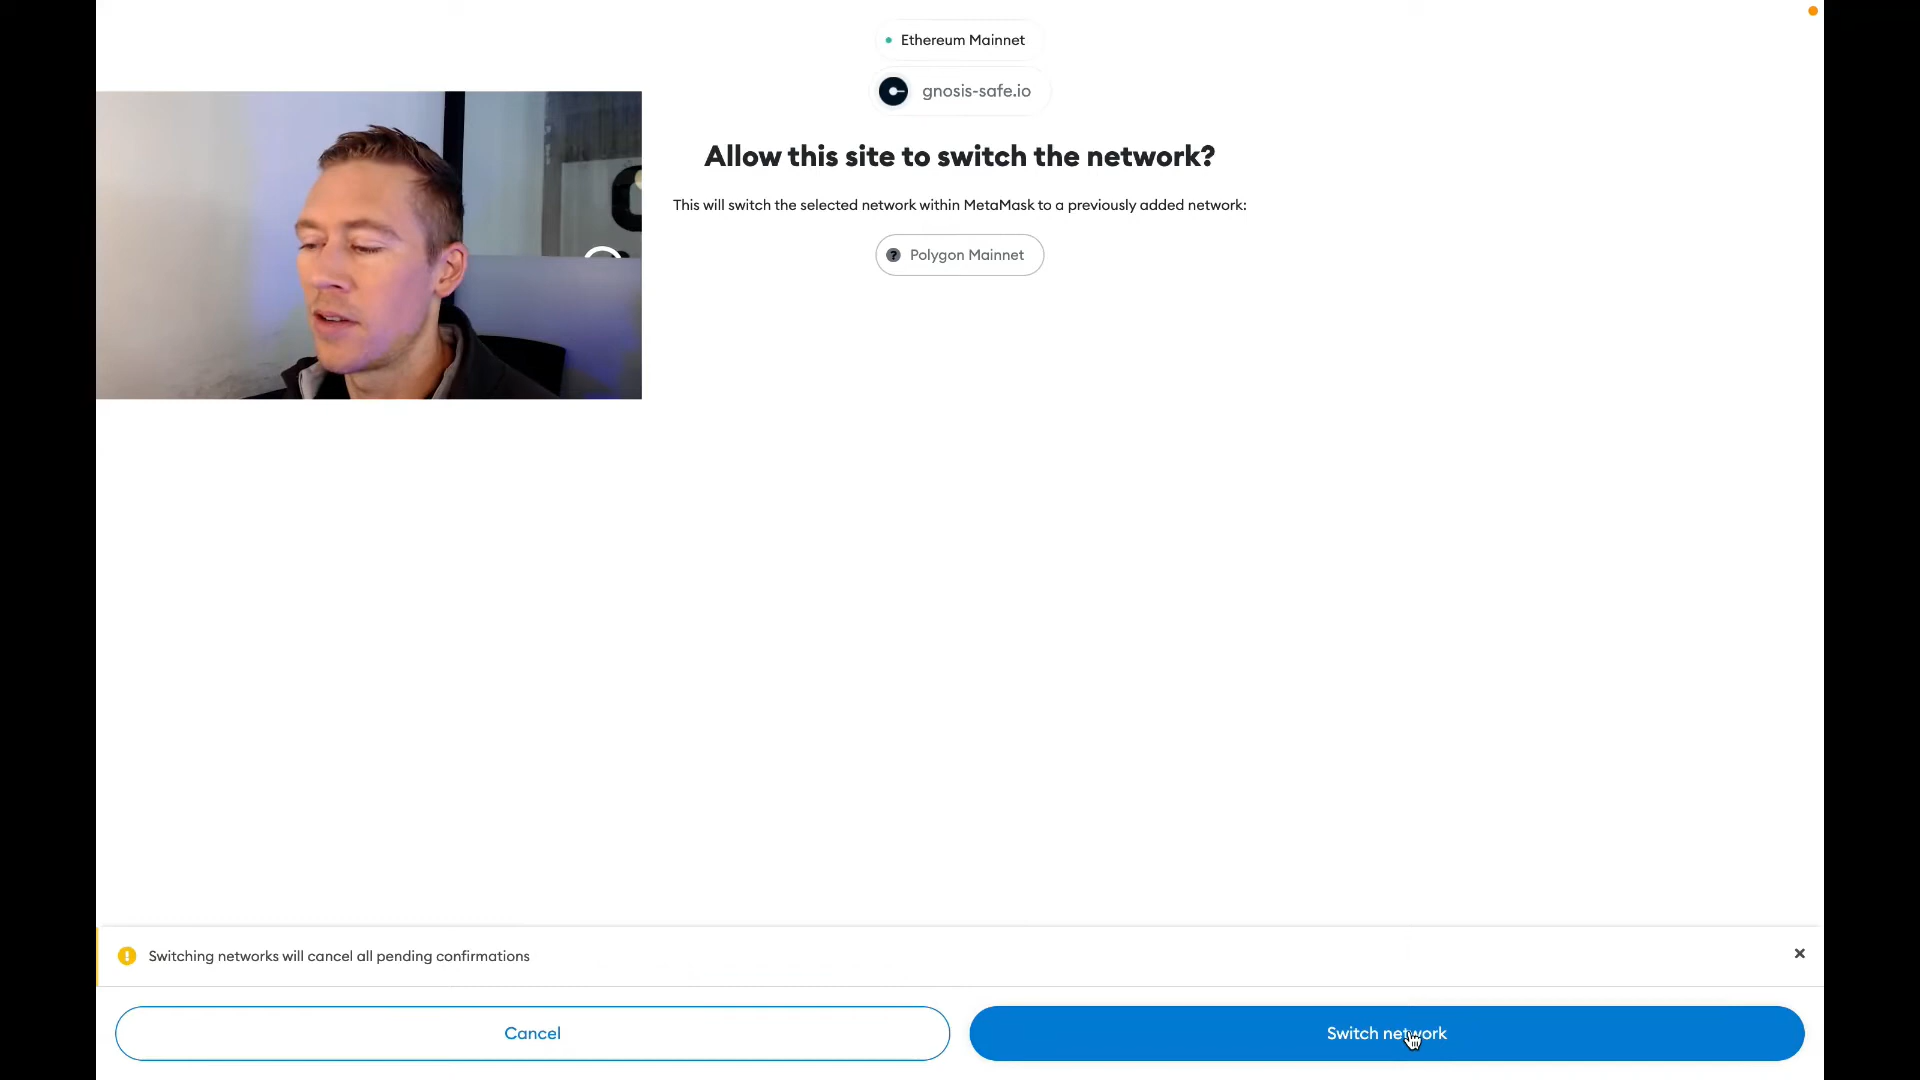 Ethereum Mainnet
gnosis-safe.io
Allow this site to switch the network?
This will switch the selected network within MetaMask to a previously added network:
Polygon Mainnet
Switching networks will cancel all pending confirmations
Cancel
Switch network